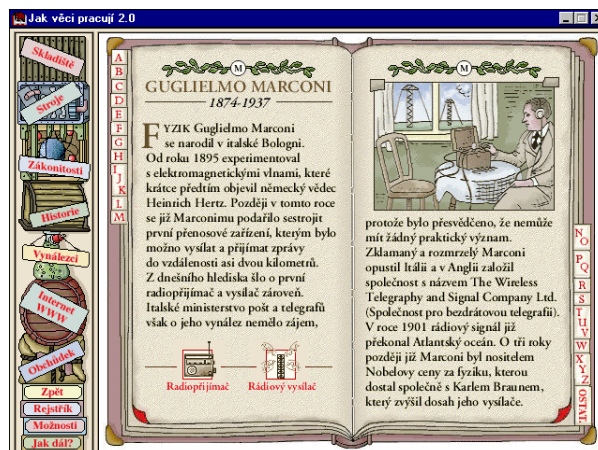 Jak věci pracují 2.0
Skladiště
Stroje
Zákonitosti
Historie
Vynálezci
Internet
WWW
Obchůdek
Zpět
Rejstřík
Možnosti
Jak dál?
A
B
C
D
E
F
G
H
I
J
K
L
M
M
GUGLIELMO MARCONI
1874-1937
FYZIK Guglielmo Marconi
se narodil v italské Bologni.
Od roku 1895 experimentoval
s elektromagnetickými vlnami, které
krátce předtím objevil německý vědec
Heinrich Hertz. Později v tomto roce
se již Marconimu podařilo sestrojit
první přenosové zařízení, kterým bylo
možno vysílat a přijímat zprávy
do vzdálenosti asi dvou kilometrů.
Z dnešního hlediska šlo o první
radiopřijímač a vysílač zároveň.
Italské ministerstvo pošt a telegrafů
však o jeho vynález nemělo zájem,
Radiopřijímač
Rádiový vysílač
M
protože bylo přesvědčeno, že nemůže
mít žádný praktický význam.
Zklamaný a rozmrzelý Marconi
opustil Itálii a v Anglii založil
společnost s názvem The Wireless
Telegraphy and Signal Company Ltd.
(Společnost pro bezdrátovou telegrafii).
V roce 1901 rádiový signál již
překonal Atlantský oceán. O tři roky
později již Marconi byl nositelem
Nobelovy ceny za fyziku, kterou
dostal společně s Karlem Braunem,
který zvýšil dosah jeho vysílače.
N
O
P
Q
R
S
T
U
V
W
X
Y
Z
OSTAT.